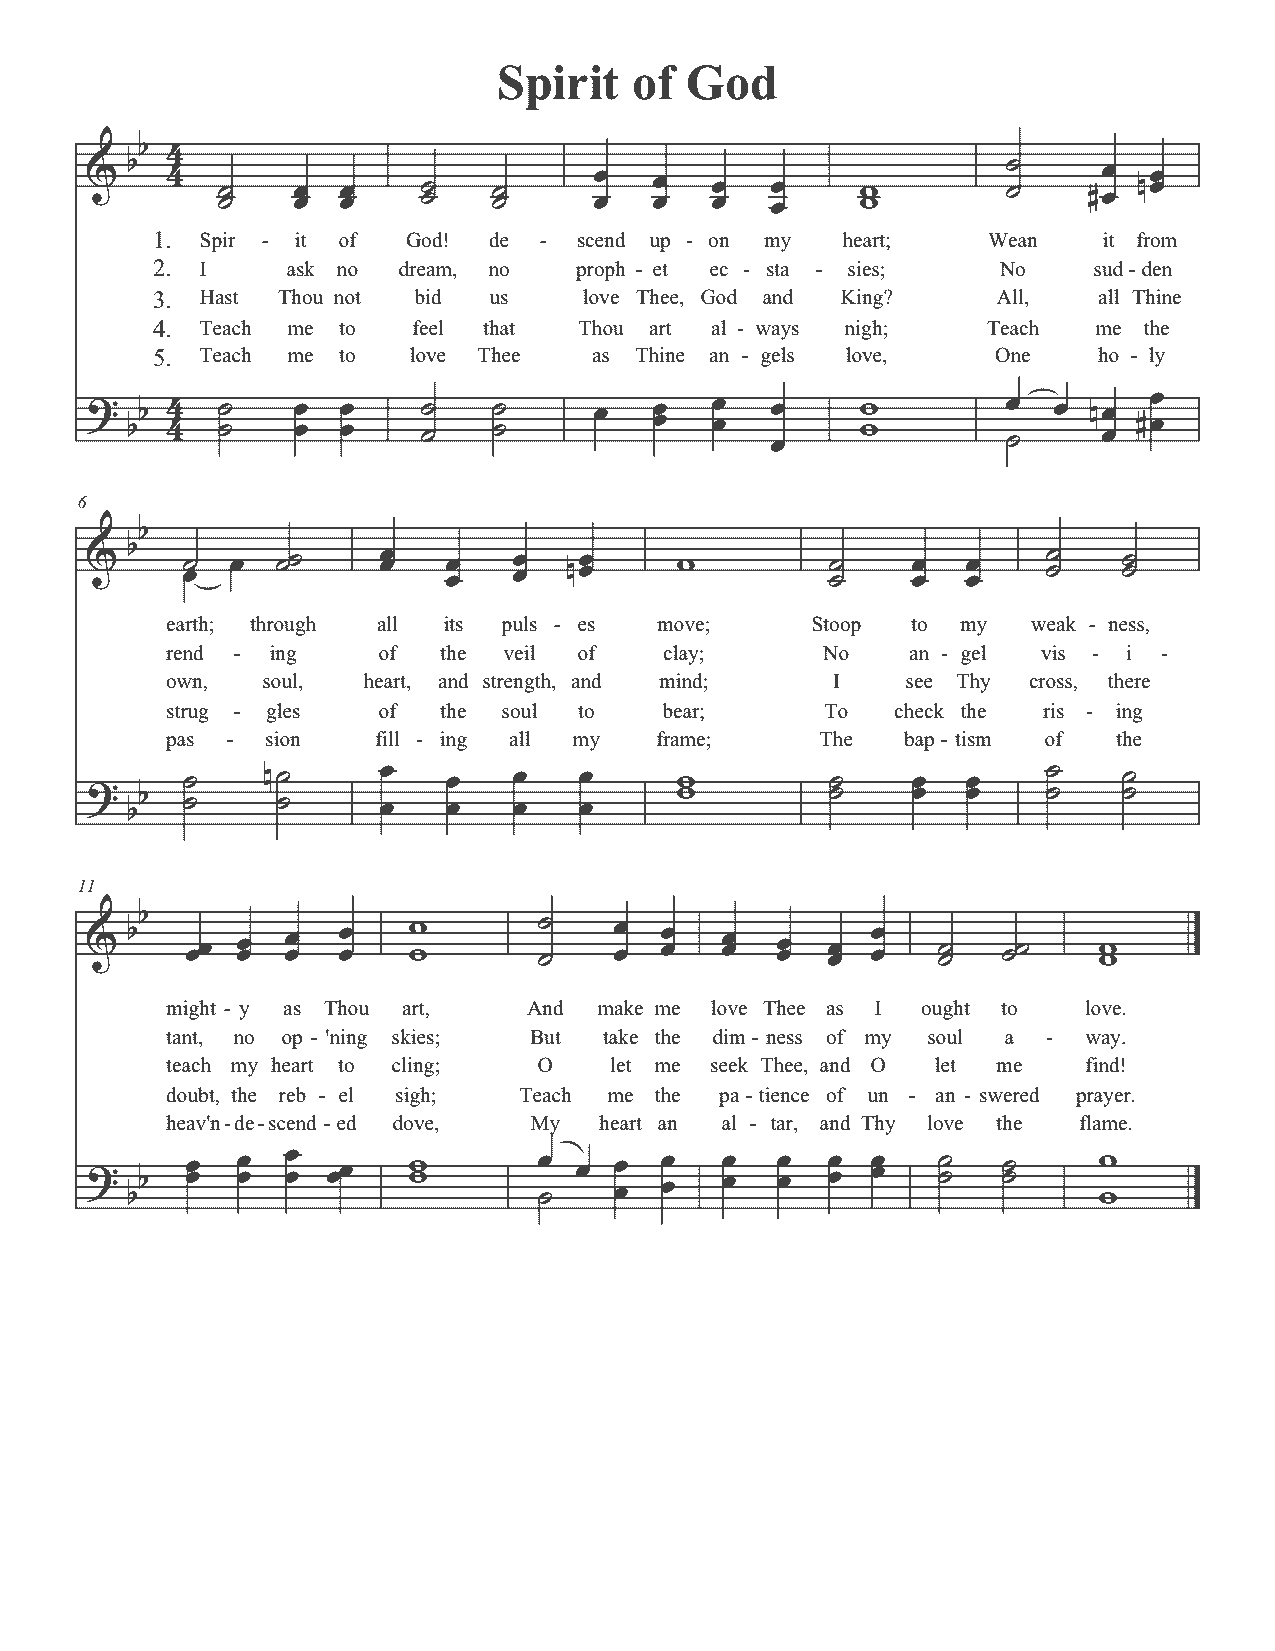 Spirit of God
1. Spir - it of God! de - scend up - on my heart; Wean it from
2. I ask no dream, no proph - et ec - sta - sies; No sud - den
3. Hast Thou not bid us love Thee, God and King? All, all Thine
4. Teach me to feel that Thou art al - ways nigh; Teach me the
5. Teach me to love Thee as Thine an - gels love, One ho - ly
6
earth; through all its puls - es move; Stoop to my weak - ness,
rend - ing of the veil of clay; No an - gel vis - i -
own, soul, heart, and strength, and mind; I see Thy cross, there
strug - gles of the soul to bear; To check the ris - ing
pas - sion fill - ing all my frame; The bap - tism of the
11
might - y as Thou art, And make me love Thee as I ought to love.
tant, no op - 'ning skies; But take the dim - ness of my soul a - way.
teach my heart to cling; O let me seek Thee, and O let me find!
doubt, the reb - el sigh; Teach me the pa - tience of un - an - swered prayer.
heav'n - de - scend - ed dove, My heart an al - tar, and Thy love the flame.